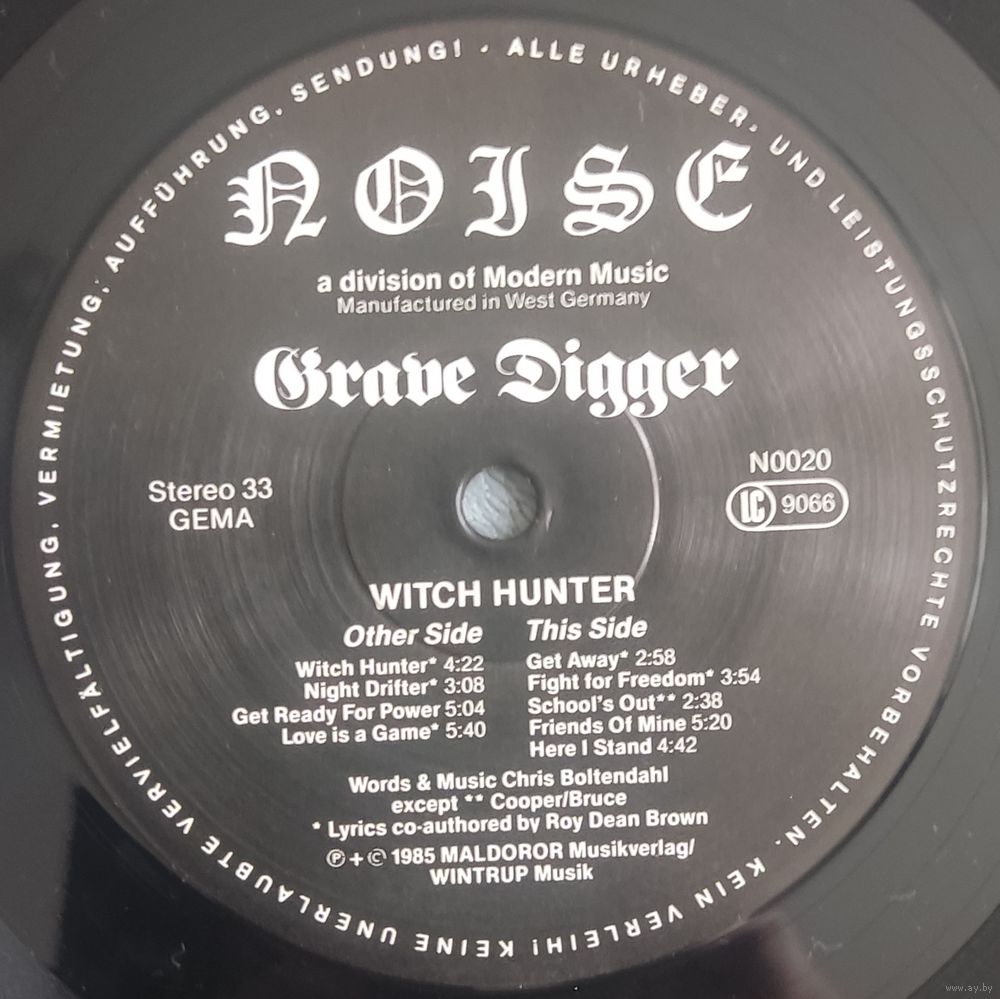 ALLE URHEBER- UND LEISTUNGSSCHUTZRECHTE VORBEHALTEN. KEIN VERLEIH! KEINE UNERLAUBTE VERVIELFÄLTIGUNG, VERMIETUNG, AUFFÜHRUNG, SENDUNG! ·
NOISE
a division of Modern Music
Manufactured in West Germany
Grave Digger
Stereo 33
GEMA
N0020
LC 9066
WITCH HUNTER
Other Side
Witch Hunter* 4:22
Night Drifter* 3:08
Get Ready For Power 5:04
Love is a Game* 5:40
This Side
Get Away* 2:58
Fight for Freedom* 3:54
School's Out** 2:38
Friends Of Mine 5:20
Here I Stand 4:42
Words & Music Chris Boltendahl
except ** Cooper/Bruce
* Lyrics co-authored by Roy Dean Brown
℗ + © 1985 MALDOROR Musikverlag/
WINTRUP Musik
www.ay.by